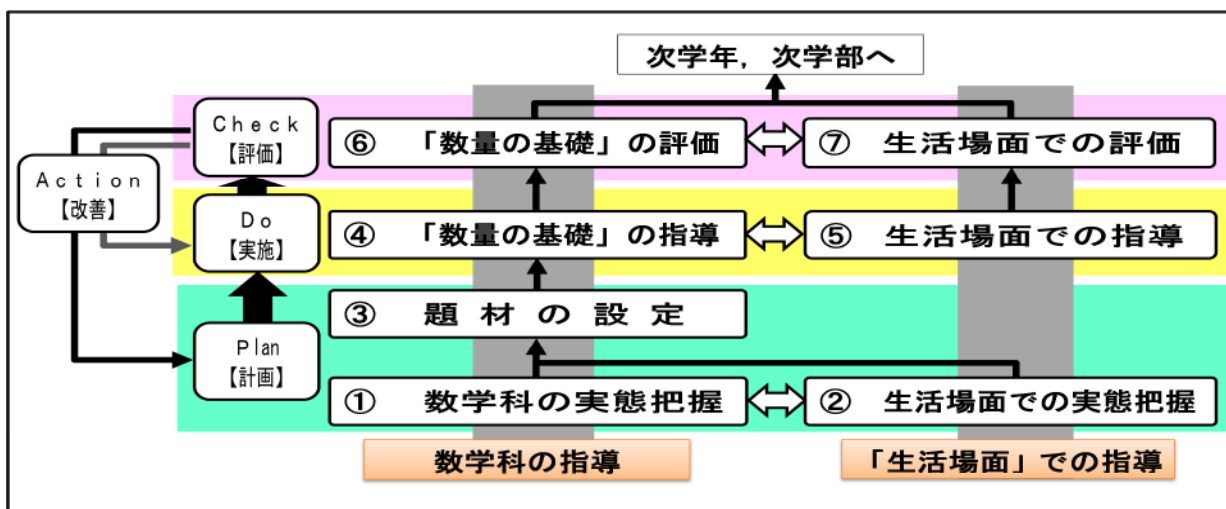 次学年，次学部へ
Check
【評価】
⑥ 「数量の基礎」の評価
⑦ 生活場面での評価
Action
【改善】
Do
【実施】
④ 「数量の基礎」の指導
⑤ 生活場面での指導
③ 題材の設定
Plan
【計画】
① 数学科の実態把握
② 生活場面での実態把握
数学科の指導
「生活場面」での指導